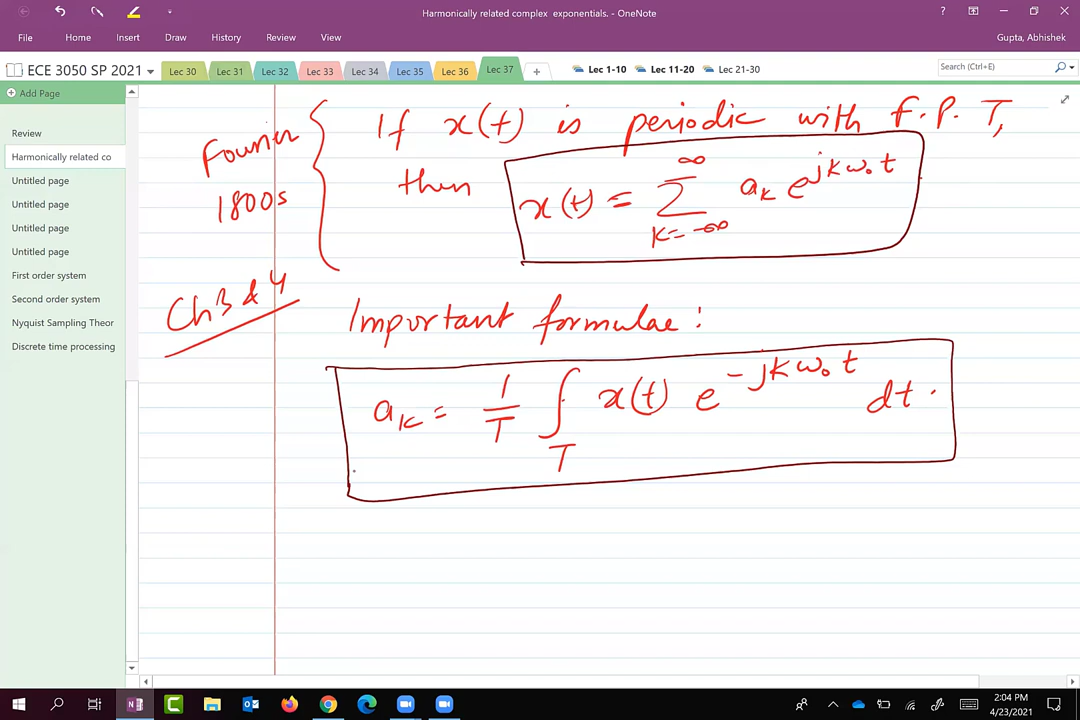 Harmonically related complex exponentials. - OneNote
Gupta, Abhishek
File Home Insert Draw History Review View
ECE 3050 SP 2021
Lec 30 Lec 31 Lec 32 Lec 33 Lec 34 Lec 35 Lec 36 Lec 37
Lec 1-10 Lec 11-20 Lec 21-30
Search (Ctrl+E)
Add Page
Review
Harmonically related co
Untitled page
Untitled page
Untitled page
Untitled page
First order system
Second order system
Nyquist Sampling Theor
Discrete time processing
Fourier
1800s
If x(t) is periodic with F.P. T,
then x(t) = ∑_{k=-∞}^{∞} a_k e^{jkω₀t}
Ch 3 & 4
Important formulae:
a_k = 1/T ∫_T x(t) e^{-jkω₀t} dt.
2:04 PM
4/23/2021